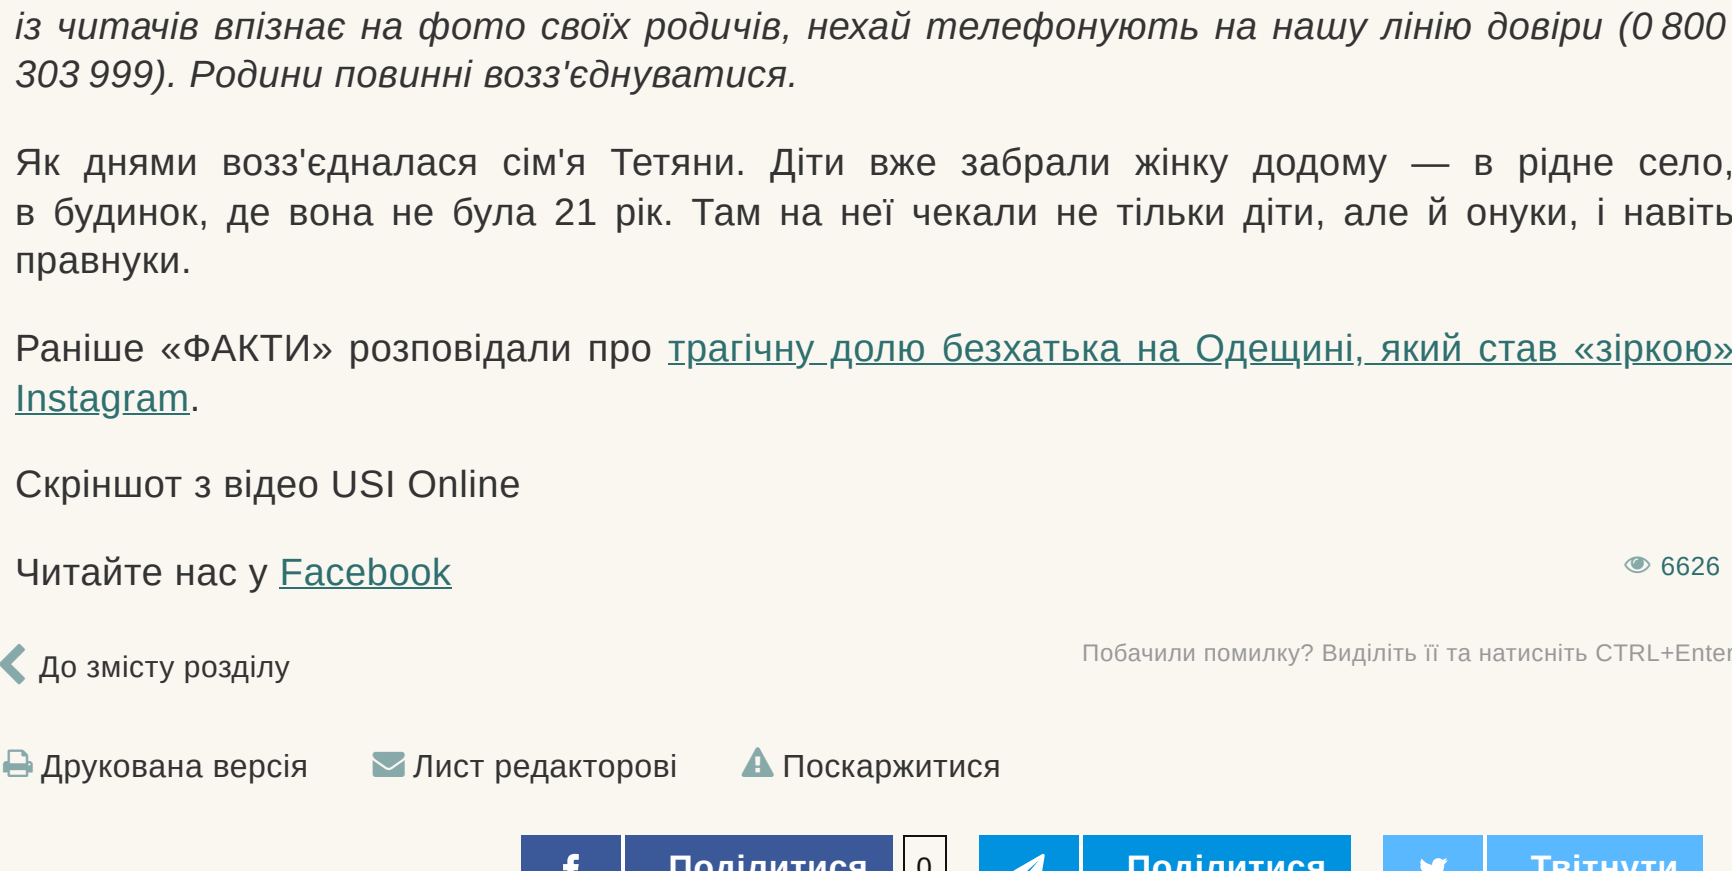 із читачів впізнає на фото своїх родичів, нехай телефонують на нашу лінію довіри (0 800
303 999). Родини повинні возз'єднуватися.
Як днями возз'єдналася сім'я Тетяни. Діти вже забрали жінку додому — в рідне село,
в будинок, де вона не була 21 рік. Там на неї чекали не тільки діти, але й онуки, і навіть
правнуки.
Раніше «ФАКТИ» розповідали про трагічну долю безхатька на Одещині, який став «зіркою»
Instagram.
Скріншот з відео USI Online
Читайте нас у Facebook
6626
До змісту розділу
Побачили помилку? Виділіть її та натисніть CTRL+Enter
Друкована версія Лист редакторові Поскаржитися
Поділитися 0 Поділитися Твітнути